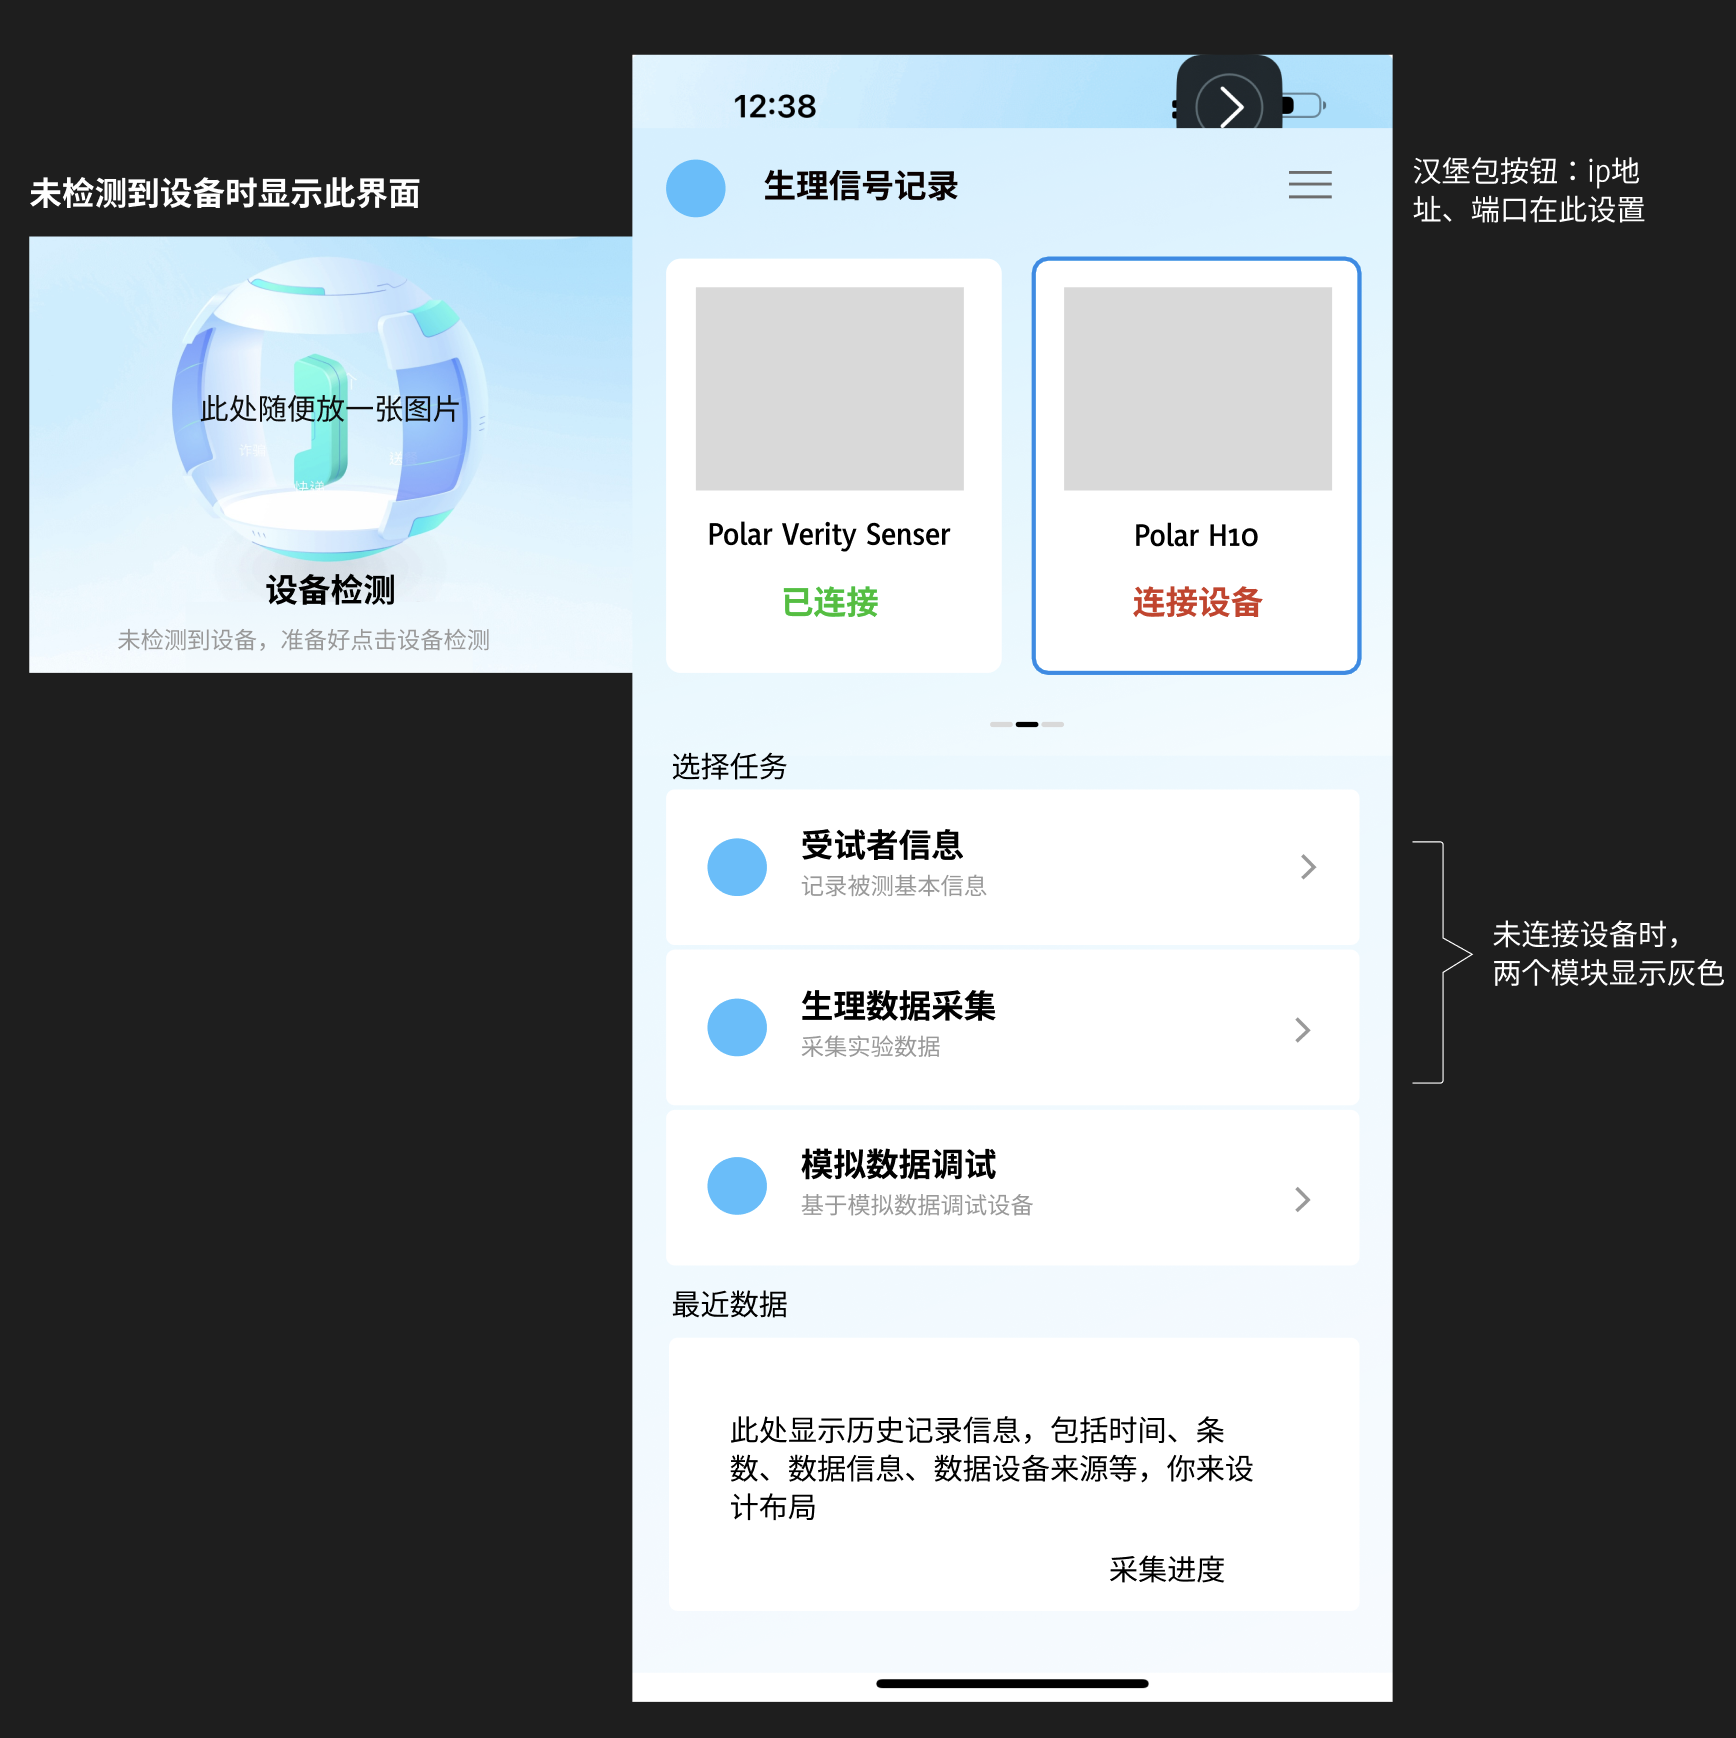 12:38
未检测到设备时显示此界面
此处随便放一张图片
诈骗
快递
设备检测
未检测到设备，准备好点击设备检测
生理信号记录
汉堡包按钮：ip地
址、端口在此设置
Polar Verity Senser
已连接
Polar H10
连接设备
选择任务
受试者信息
记录被测基本信息
生理数据采集
采集实验数据
模拟数据调试
基于模拟数据调试设备
未连接设备时，
两个模块显示灰色
最近数据
此处显示历史记录信息，包括时间、条
数、数据信息、数据设备来源等，你来设
计布局
采集进度